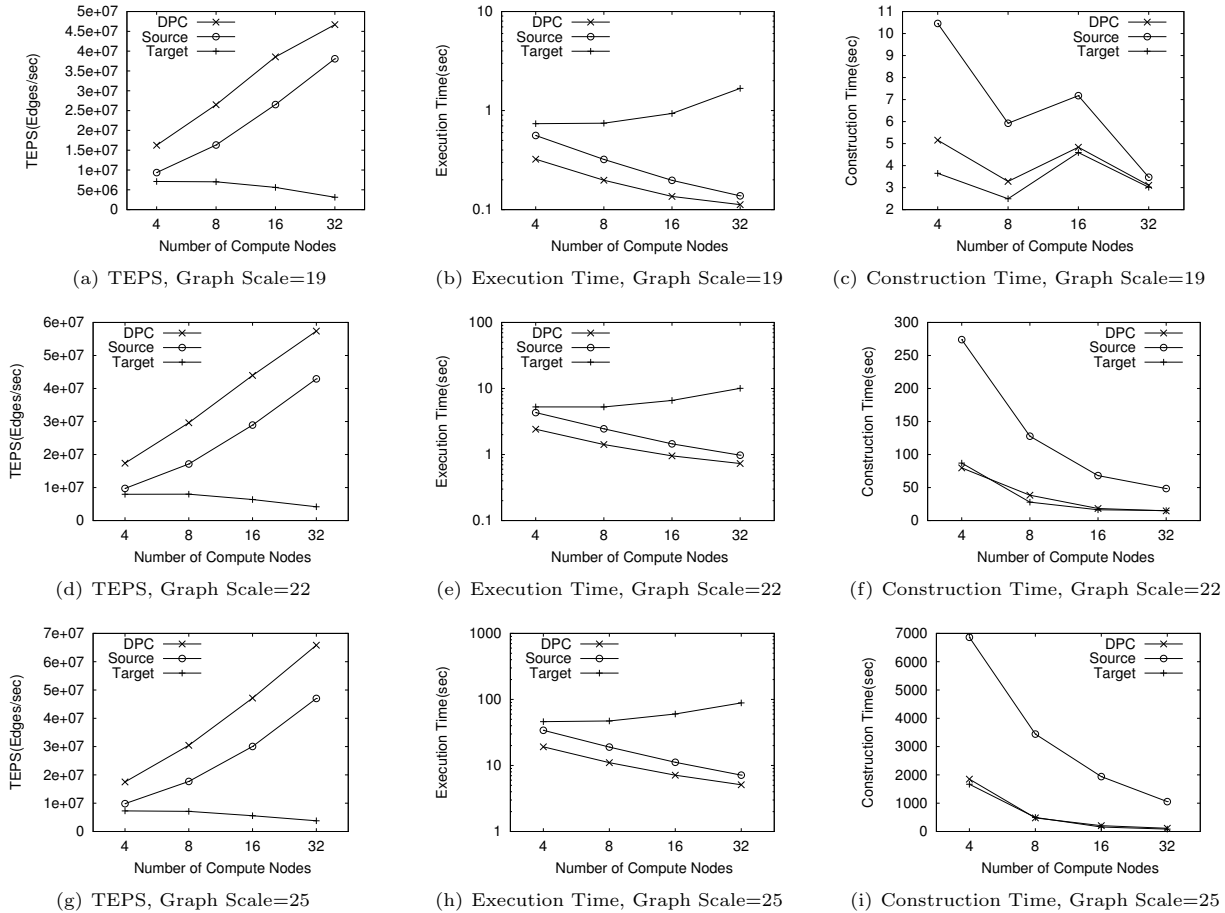 TEPS(Edges/sec)
5e+07
4.5e+07
4e+07
3.5e+07
3e+07
2.5e+07
2e+07
1.5e+07
1e+07
5e+06
0
DPC
Source
Target
4 8 16 32
Number of Compute Nodes
(a) TEPS, Graph Scale=19
Execution Time(sec)
10
1
0.1
DPC
Source
Target
4 8 16 32
Number of Compute Nodes
(b) Execution Time, Graph Scale=19
Construction Time(sec)
11
10
9
8
7
6
5
4
3
2
DPC
Source
Target
4 8 16 32
Number of Compute Nodes
(c) Construction Time, Graph Scale=19
TEPS(Edges/sec)
6e+07
5e+07
4e+07
3e+07
2e+07
1e+07
0
DPC
Source
Target
4 8 16 32
Number of Compute Nodes
(d) TEPS, Graph Scale=22
Execution Time(sec)
100
10
1
0.1
DPC
Source
Target
4 8 16 32
Number of Compute Nodes
(e) Execution Time, Graph Scale=22
Construction Time(sec)
300
250
200
150
100
50
0
DPC
Source
Target
4 8 16 32
Number of Compute Nodes
(f) Construction Time, Graph Scale=22
TEPS(Edges/sec)
7e+07
6e+07
5e+07
4e+07
3e+07
2e+07
1e+07
0
DPC
Source
Target
4 8 16 32
Number of Compute Nodes
(g) TEPS, Graph Scale=25
Execution Time(sec)
1000
100
10
1
DPC
Source
Target
4 8 16 32
Number of Compute Nodes
(h) Execution Time, Graph Scale=25
Construction Time(sec)
7000
6000
5000
4000
3000
2000
1000
0
DPC
Source
Target
4 8 16 32
Number of Compute Nodes
(i) Construction Time, Graph Scale=25